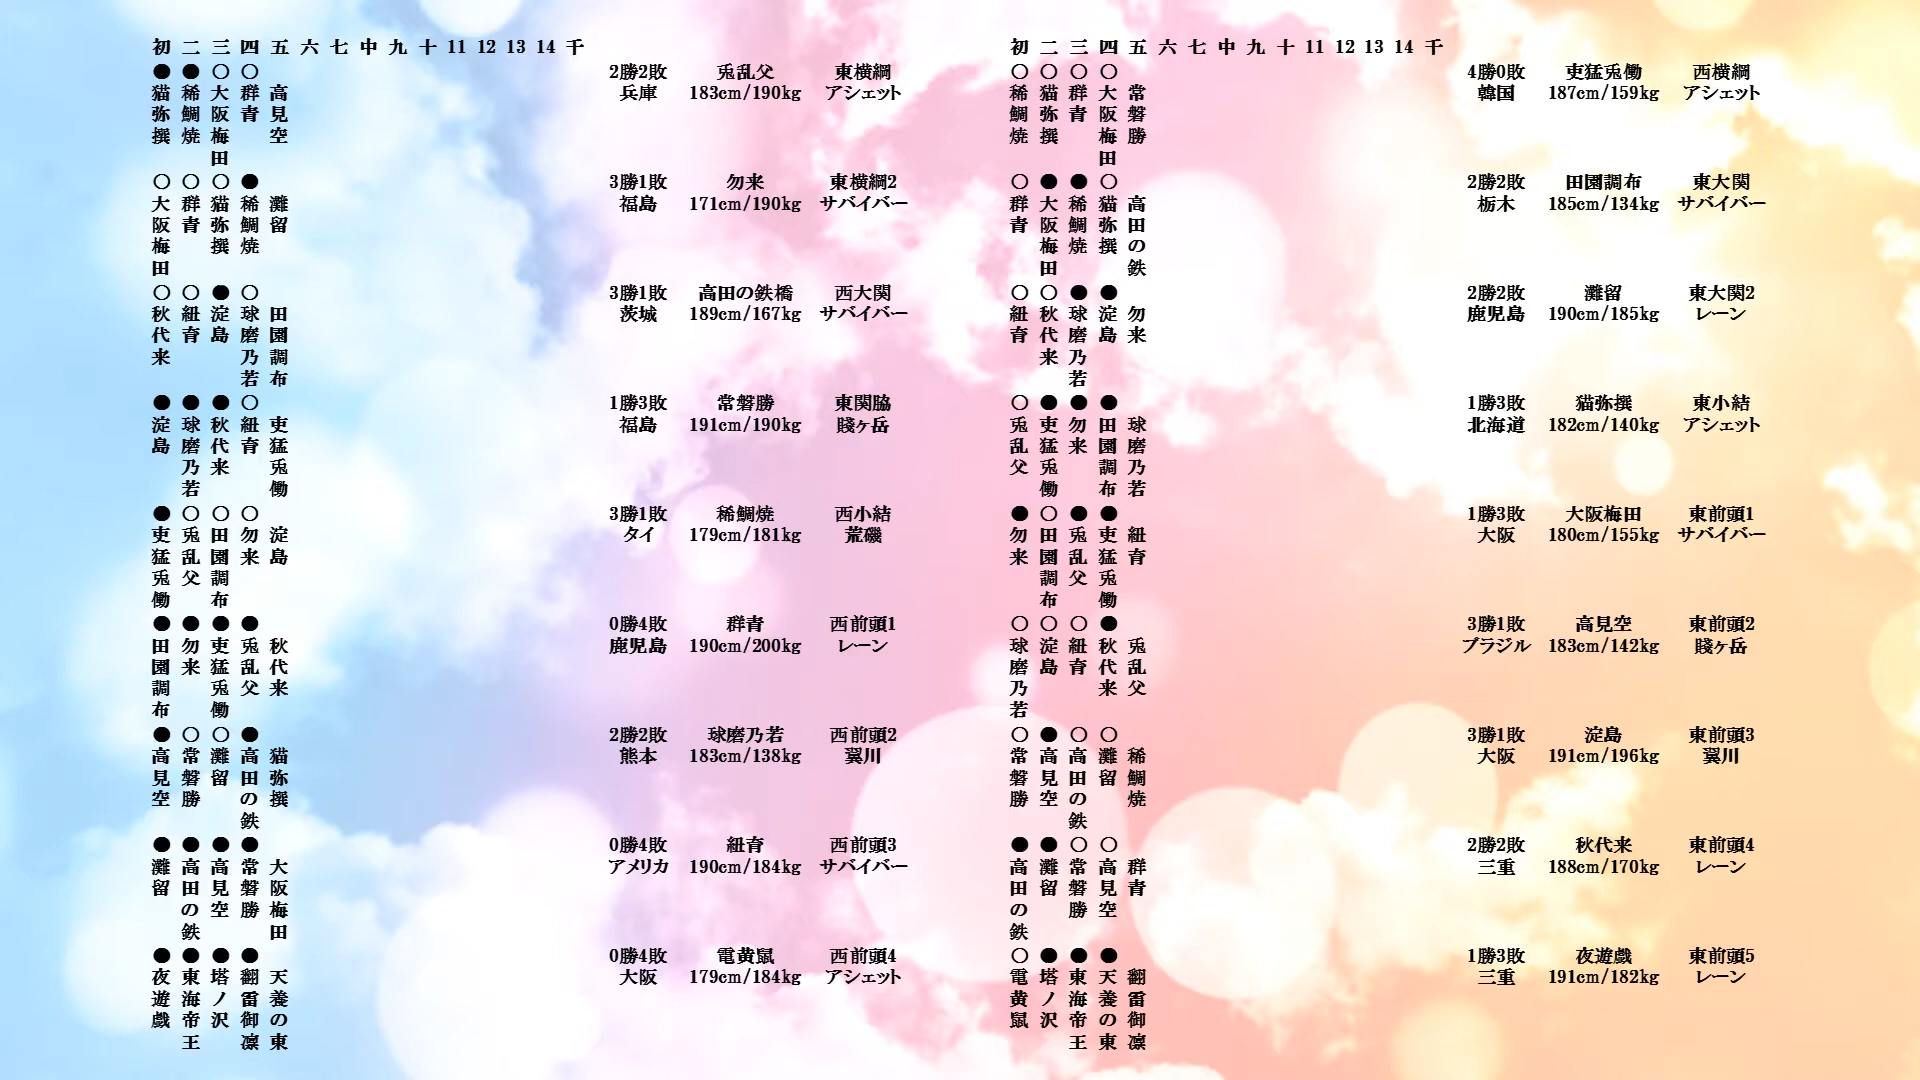 初 二 三 四 五 六 七 中 九 十 11 12 13 14 千
●猫弥撰
●稀鯛焼
○大阪梅田
○群青
高見空
2勝2敗 兎乱父 東横綱
兵庫 183cm/190kg アシェット
○大阪梅田
○群青
○猫弥撰
●稀鯛焼
灘留
3勝1敗 勿来 東横綱2
福島 171cm/190kg サバイバー
○秋代来
○紐育
●淀島
○球磨乃若
田園調布
3勝1敗 高田の鉄橋 西大関
茨城 189cm/167kg サバイバー
●淀島
●球磨乃若
●秋代来
○紐育
吏猛兎働
1勝3敗 常磐勝 東関脇
福島 191cm/190kg 賤ヶ岳
●吏猛兎働
○兎乱父
○田園調布
○勿来
淀島
3勝1敗 稀鯛焼 西小結
タイ 179cm/181kg 荒磯
●田園調布
●勿来
●吏猛兎働
●兎乱父
秋代来
0勝4敗 群青 西前頭1
鹿児島 190cm/200kg レーン
●高見空
○常磐勝
○灘留
●高田の鉄
猫弥撰
2勝2敗 球磨乃若 西前頭2
熊本 183cm/138kg 翼川
●灘留
●高田の鉄
●高見空
●常磐勝
大阪梅田
0勝4敗 紐育 西前頭3
アメリカ 190cm/184kg サバイバー
●夜遊戯
●東海帝王
●塔ノ沢
●翻雷御凛
天養の東
0勝4敗 電黄鼠 西前頭4
大阪 179cm/184kg アシェット
初 二 三 四 五 六 七 中 九 十 11 12 13 14 千
○稀鯛焼
○猫弥撰
○群青
○大阪梅田
常磐勝
4勝0敗 吏猛兎働 西横綱
韓国 187cm/159kg アシェット
○群青
●大阪梅田
●稀鯛焼
○猫弥撰
高田の鉄
2勝2敗 田園調布 東大関
栃木 185cm/134kg サバイバー
○紐育
○秋代来
●球磨乃若
●淀島
勿来
2勝2敗 灘留 東大関2
鹿児島 190cm/185kg レーン
○兎乱父
●吏猛兎働
●勿来
●田園調布
球磨乃若
1勝3敗 猫弥撰 東小結
北海道 182cm/140kg アシェット
●勿来
○田園調布
●兎乱父
●吏猛兎働
紐育
1勝3敗 大阪梅田 東前頭1
大阪 180cm/155kg サバイバー
○球磨乃若
○淀島
○紐育
●秋代来
兎乱父
3勝1敗 高見空 東前頭2
ブラジル 183cm/142kg 賤ヶ岳
○常磐勝
●高見空
○高田の鉄
○灘留
稀鯛焼
3勝1敗 淀島 東前頭3
大阪 191cm/196kg 翼川
●高田の鉄
●灘留
○常磐勝
○高見空
群青
2勝2敗 秋代来 東前頭4
三重 188cm/170kg レーン
○電黄鼠
●塔ノ沢
●東海帝王
●天養の東
翻雷御凛
1勝3敗 夜遊戯 東前頭5
三重 191cm/182kg レーン